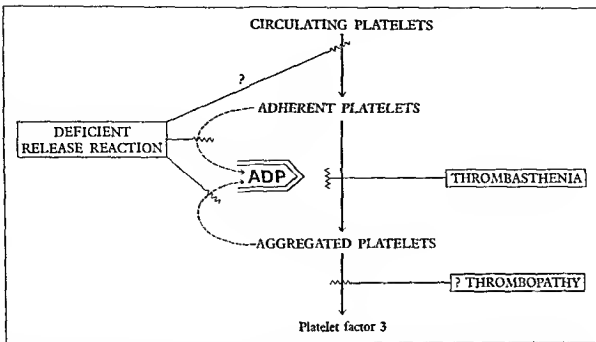 CIRCULATING PLATELETS
?
ADHERENT PLATELETS
DEFICIENT
RELEASE REACTION
ADP
THROMBASTHENIA
AGGREGATED PLATELETS
? THROMBOPATHY
Platelet factor 3